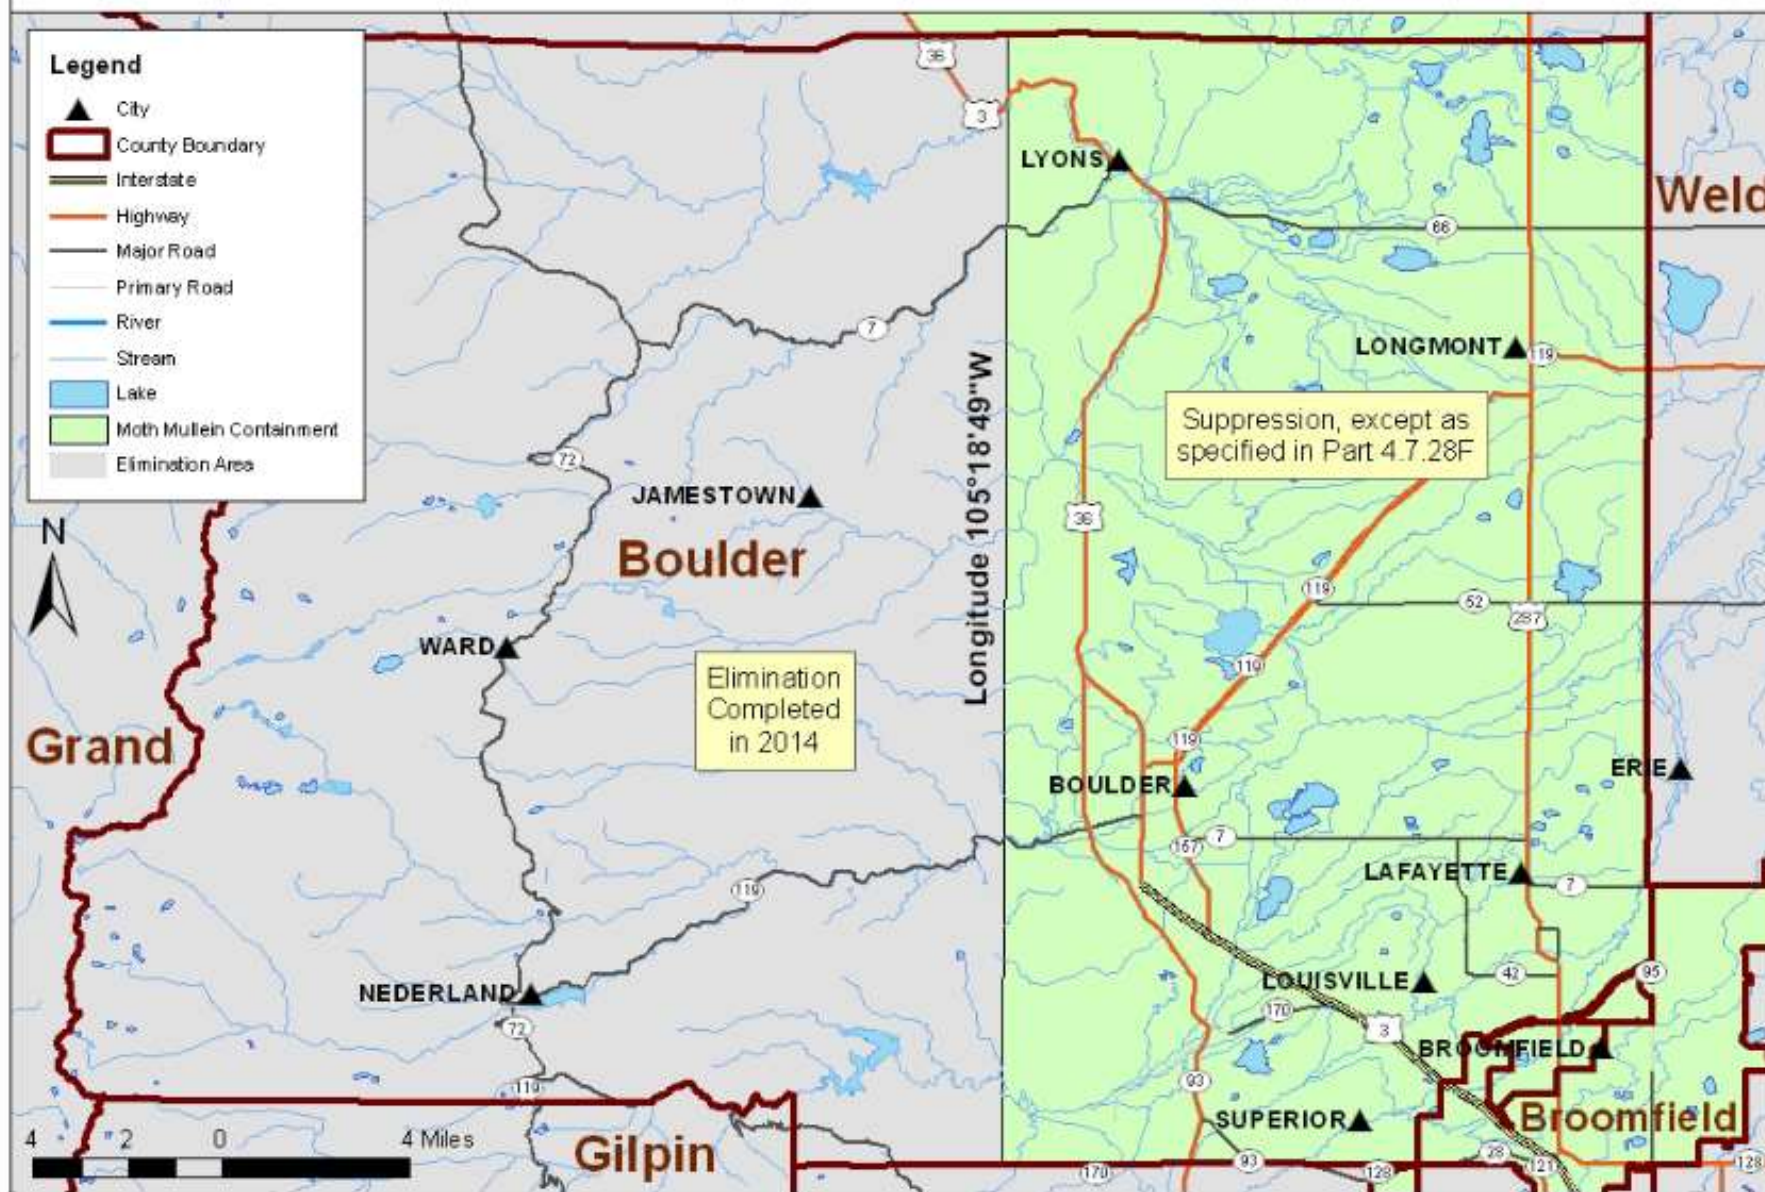 Legend
City
County Boundary
Interstate
Highway
Major Road
Primary Road
River
Stream
Lake
Moth Mullein Containment
Elimination Area
N
36
3
LYONS
66
Weld
7
LONGMONT
119
Longitude 105°18'49"W
Suppression, except as
specified in Part 4.7.28F
72
JAMESTOWN
36
Boulder
119
52
287
WARD
119
Elimination
Completed
in 2014
Grand
119
BOULDER
ERIE
7
157
LAFAYETTE
7
119
NEDERLAND
LOUISVILLE
42
95
170
72
3
BROOMFIELD
119
93
SUPERIOR
Broomfield
4 2 0 4 Miles
Gilpin
170
93
128
28
121
128